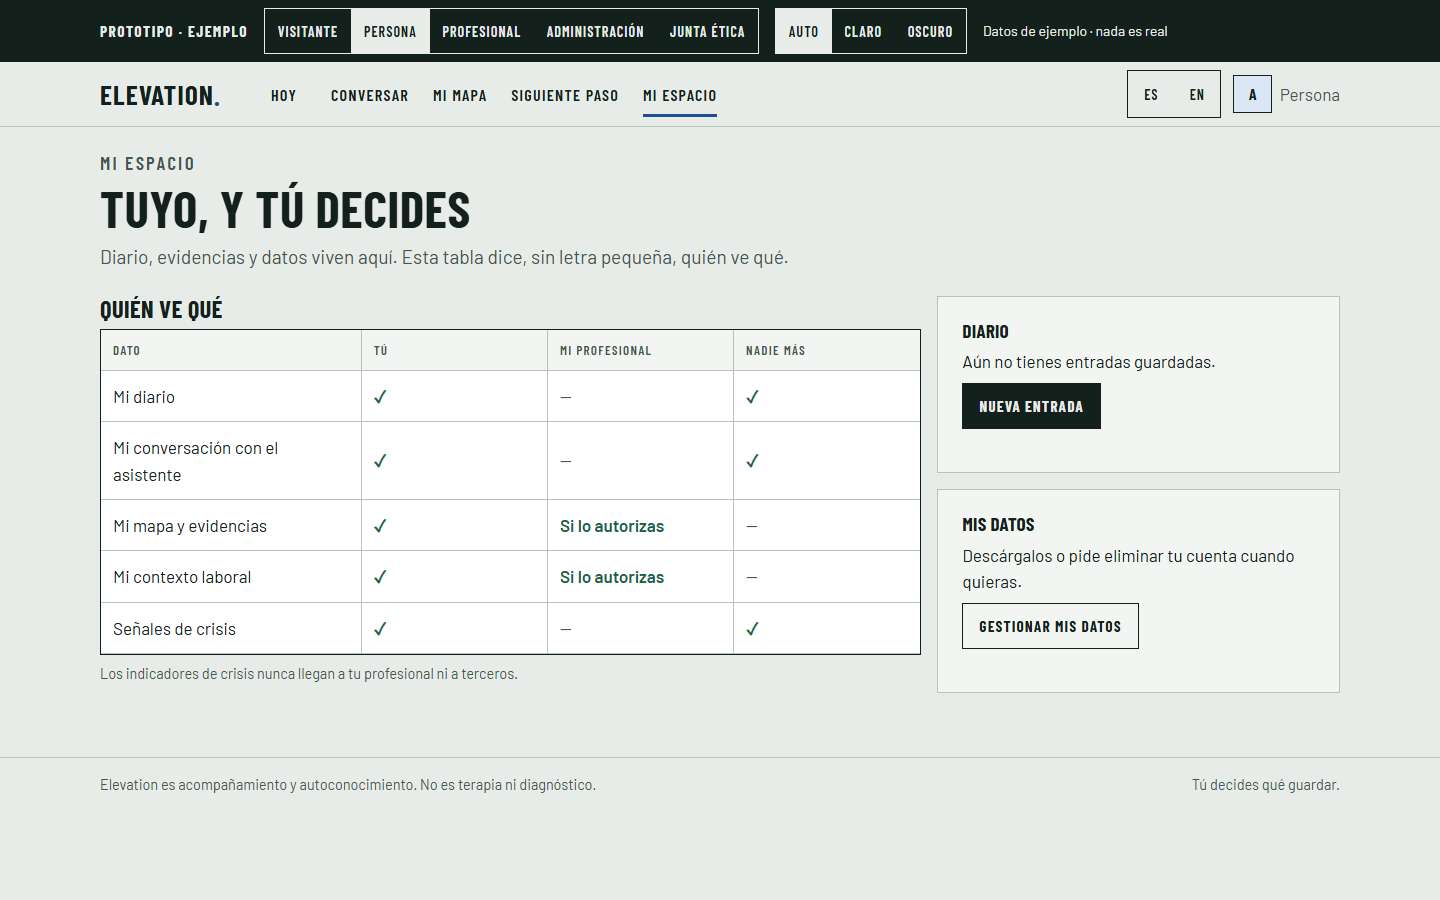 PROTOTIPO · EJEMPLO VISITANTE PERSONA PROFESIONAL ADMINISTRACIÓN JUNTA ÉTICA AUTO CLARO OSCURO Datos de ejemplo · nada es real
ELEVATION. HOY CONVERSAR MI MAPA SIGUIENTE PASO MI ESPACIO ES EN A Persona
MI ESPACIO
TUYO, Y TÚ DECIDES
Diario, evidencias y datos viven aquí. Esta tabla dice, sin letra pequeña, quién ve qué.
QUIÉN VE QUÉ
DATO TÚ MI PROFESIONAL NADIE MÁS
Mi diario ✓ — ✓
Mi conversación con el
asistente ✓ — ✓
Mi mapa y evidencias ✓ Si lo autorizas —
Mi contexto laboral ✓ Si lo autorizas —
Señales de crisis ✓ — ✓
Los indicadores de crisis nunca llegan a tu profesional ni a terceros.
DIARIO
Aún no tienes entradas guardadas.
NUEVA ENTRADA
MIS DATOS
Descárgalos o pide eliminar tu cuenta cuando
quieras.
GESTIONAR MIS DATOS
Elevation es acompañamiento y autoconocimiento. No es terapia ni diagnóstico. Tú decides qué guardar.